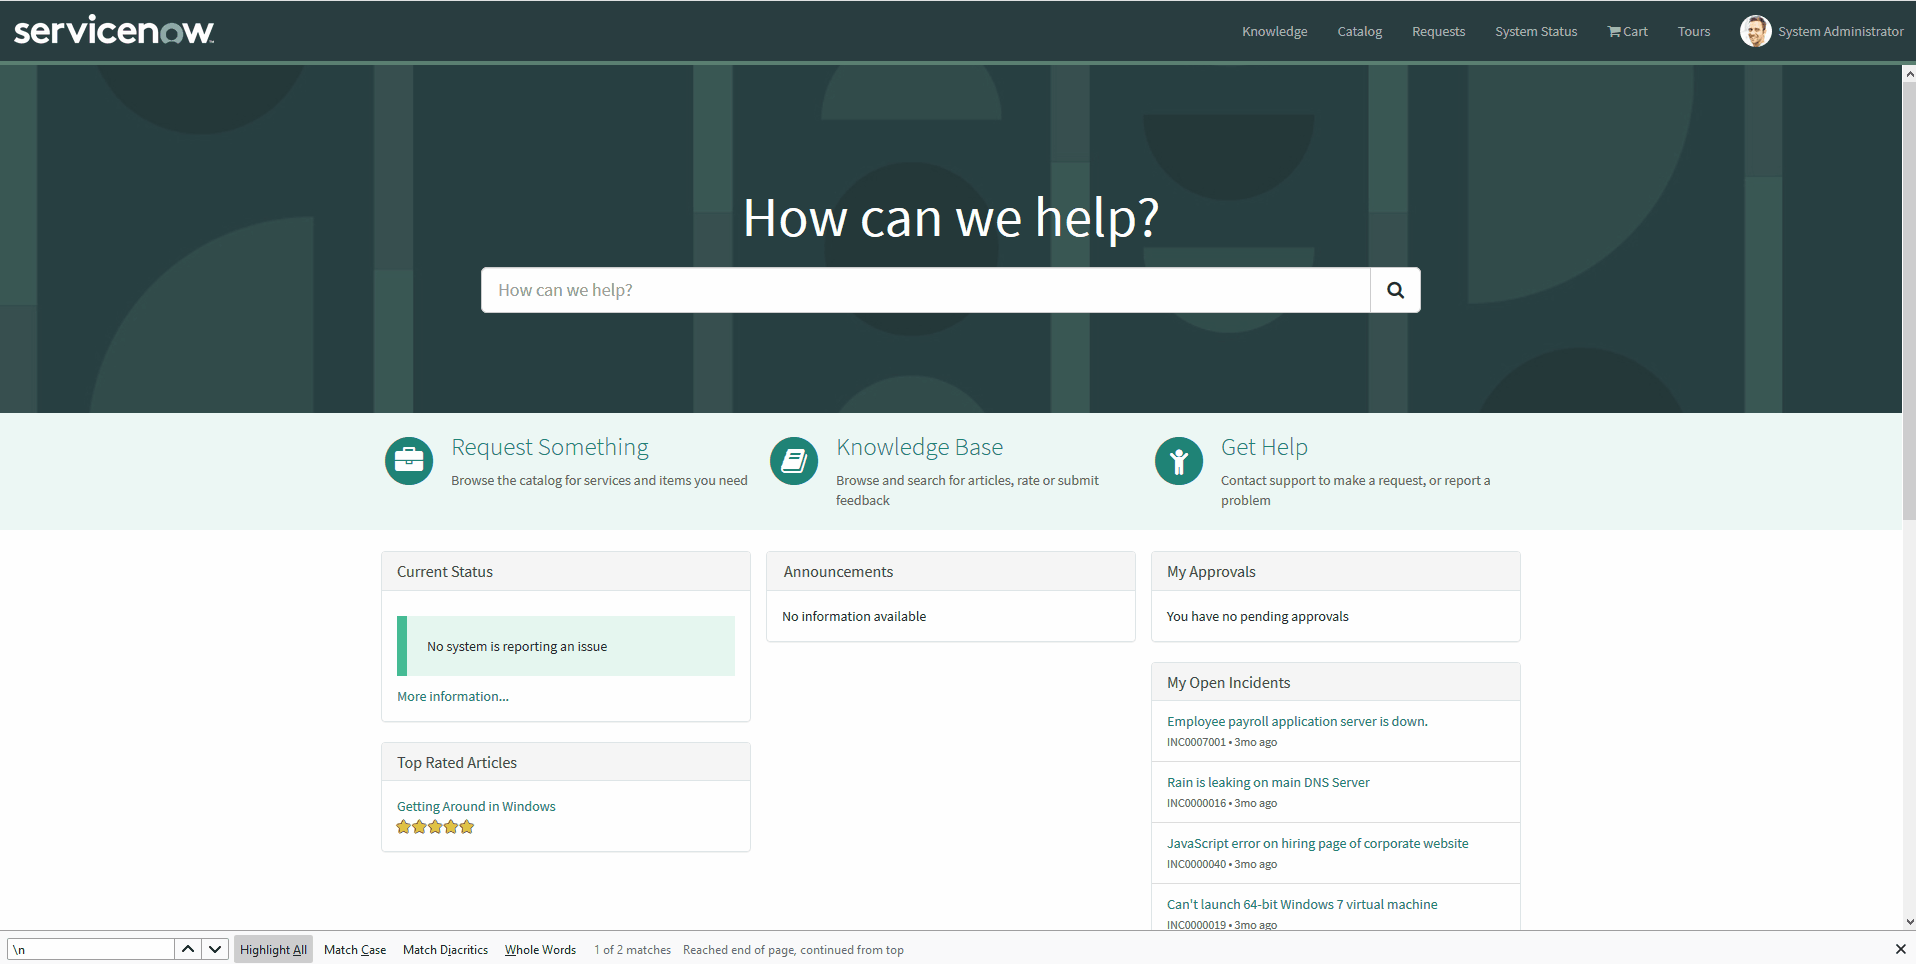 servicenow
Knowledge
Catalog
Requests
System Status
Cart
Tours
System Administrator
How can we help?
How can we help?
Request Something
Browse the catalog for services and items you need
Knowledge Base
Browse and search for articles, rate or submit
feedback
Get Help
Contact support to make a request, or report a
problem
Current Status
No system is reporting an issue
More information...
Top Rated Articles
Getting Around in Windows
Announcements
No information available
My Approvals
You have no pending approvals
My Open Incidents
Employee payroll application server is down.
INC0007001 • 3mo ago
Rain is leaking on main DNS Server
INC0000016 • 3mo ago
JavaScript error on hiring page of corporate website
INC0000040 • 3mo ago
Can't launch 64-bit Windows 7 virtual machine
INC0000019 • 3mo ago
\n
Highlight All
Match Case
Match Diacritics
Whole Words
1 of 2 matches
Reached end of page, continued from top